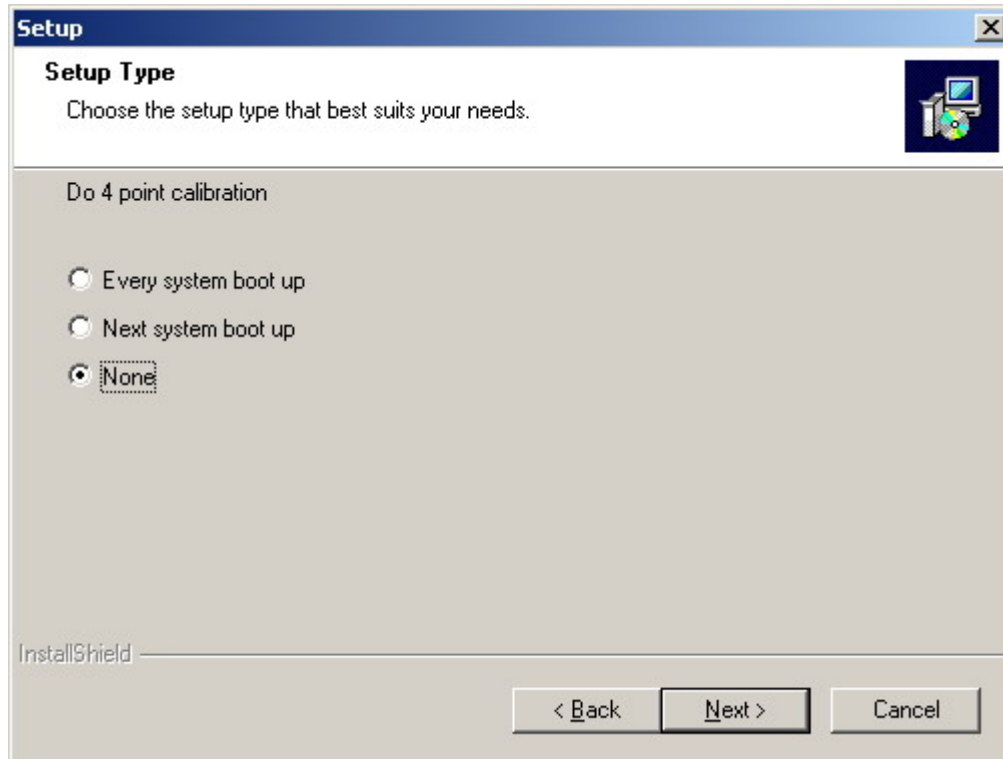 Setup
Setup Type
Choose the setup type that best suits your needs.
Do 4 point calibration
Every system boot up
Next system boot up
None
InstallShield
< Back Next > Cancel